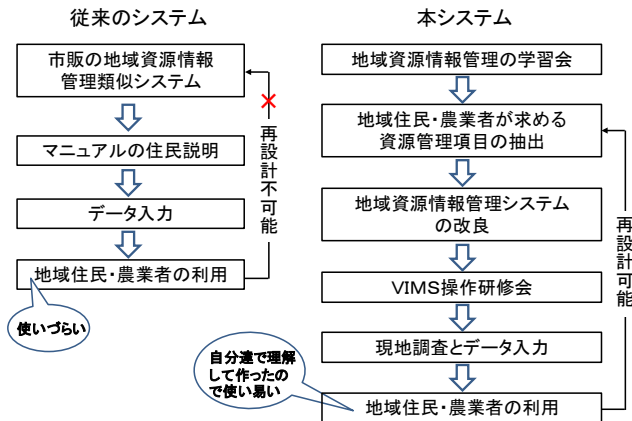 従来のシステム
市販の地域資源情報
管理類似システム
マニュアルの住民説明
データ入力
地域住民・農業者の利用
再設計不可能
使いづらい
本システム
地域資源情報管理の学習会
地域住民・農業者が求める
資源管理項目の抽出
地域資源情報管理システム
の改良
VIMS操作研修会
現地調査とデータ入力
地域住民・農業者の利用
再設計可能
自分達で理解
して作ったの
で使い易い